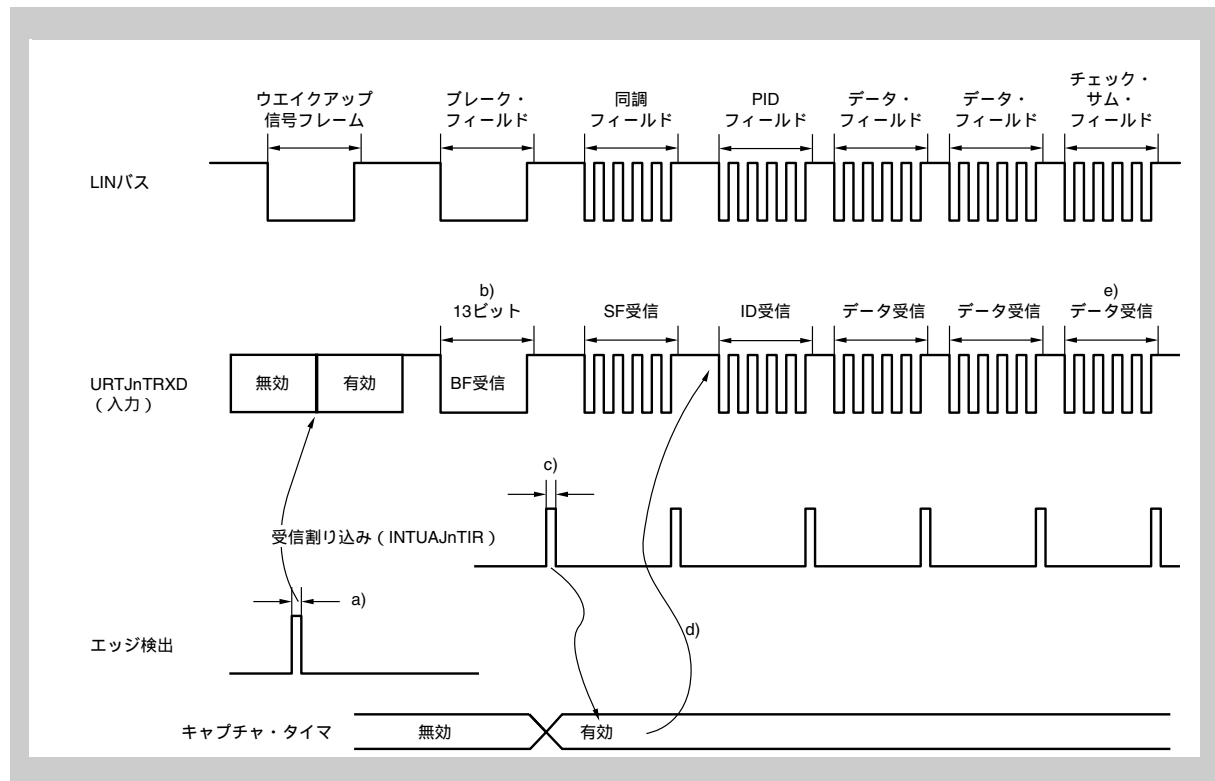 ウエイクアップ
信号フレーム
ブレーク・
フィールド
同調
フィールド
PID
フィールド
データ・
フィールド
データ・
フィールド
チェック・
サム・
フィールド
LINバス
b)
13ビット
SF受信
ID受信
データ受信
データ受信
e)
データ受信
URTJnTRXD
(入力)
無効
有効
BF受信
c)
受信割り込み(INTUAJnTIR)
a)
d)
エッジ検出
キャプチャ・タイマ
無効
有効